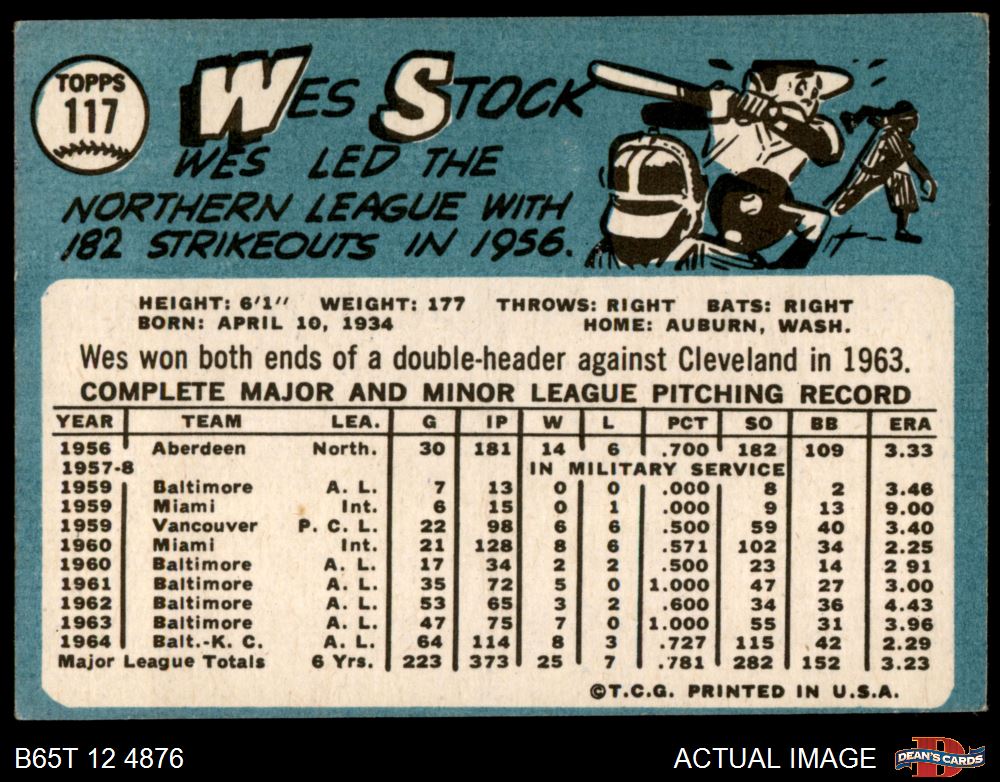 TOPPS
117
WES STOCK
WES LED THE
NORTHERN LEAGUE WITH
182 STRIKEOUTS IN 1956.
HEIGHT: 6'1" WEIGHT: 177 THROWS: RIGHT BATS: RIGHT
BORN: APRIL 10, 1934 HOME: AUBURN, WASH.
Wes won both ends of a double-header against Cleveland in 1963.
COMPLETE MAJOR AND MINOR LEAGUE PITCHING RECORD
YEAR TEAM LEA. G IP W L PCT SO BB ERA
1956 Aberdeen North. 30 181 14 6 .700 182 109 3.33
1957-8 IN MILITARY SERVICE
1959 Baltimore A. L. 7 13 0 0 .000 8 2 3.46
1959 Miami Int. 6 15 0 1 .000 9 13 9.00
1959 Vancouver P. C. L. 22 98 6 6 .500 59 40 3.40
1960 Miami Int. 21 128 8 6 .571 102 34 2.25
1960 Baltimore A. L. 17 34 2 2 .500 23 14 2 91
1961 Baltimore A. L. 35 72 5 0 1.000 47 27 3.00
1962 Baltimore A. L. 53 65 3 2 .600 34 36 4.43
1963 Baltimore A. L. 47 75 7 0 1.000 55 31 3.96
1964 Balt.-K. C. A. L. 64 114 8 3 .727 115 42 2.29
Major League Totals 6 Yrs. 223 373 25 7 .781 282 152 3.23
©T.C.G. PRINTED IN U.S.A.
B65T 12 4876 ACTUAL IMAGE D DEAN'S CARDS